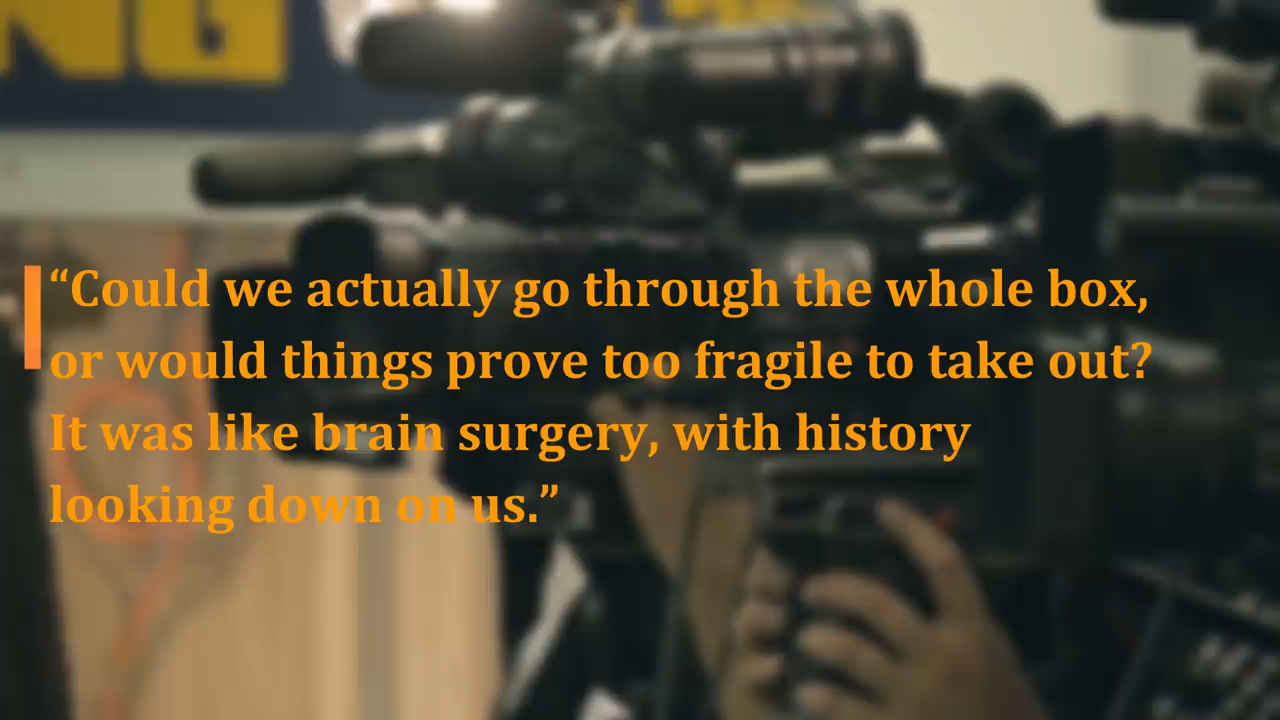 NG
“Could we actually go through the whole box,
or would things prove too fragile to take out?
It was like brain surgery, with history
looking down on us.”